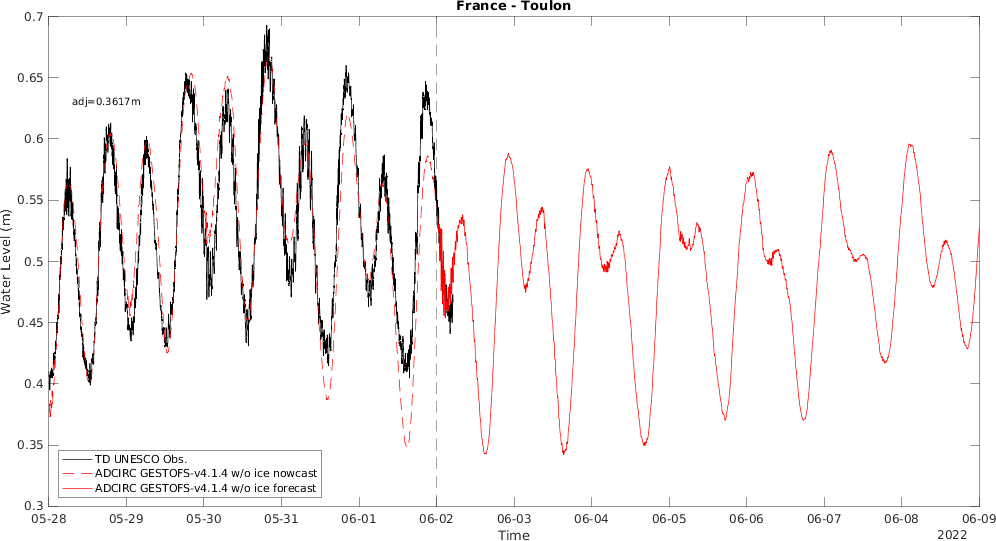 France - Toulon
0.7
0.65
0.6
0.55
0.5
0.45
0.4
0.35
0.3
Water Level (m)
adj=0.3617m
TD UNESCO Obs.
ADCIRC GESTOFS-v4.1.4 w/o ice nowcast
ADCIRC GESTOFS-v4.1.4 w/o ice forecast
05-28 05-29 05-30 05-31 06-01 06-02 06-03 06-04 06-05 06-06 06-07 06-08 06-09
Time
2022